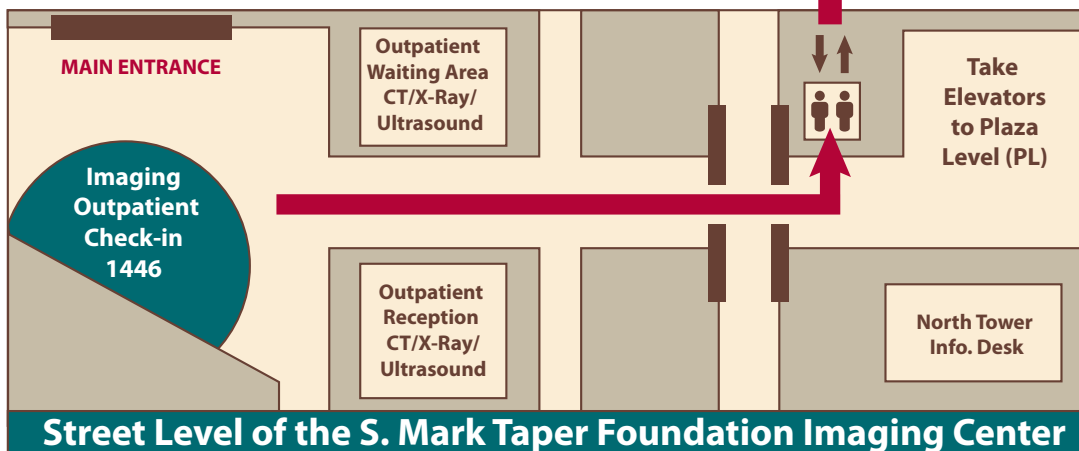 MAIN ENTRANCE
Outpatient
Waiting Area
CT/X-Ray/
Ultrasound
Take
Elevators
to Plaza
Level (PL)
Imaging
Outpatient
Check-in
1446
Outpatient
Reception
CT/X-Ray/
Ultrasound
North Tower
Info. Desk
Street Level of the S. Mark Taper Foundation Imaging Center